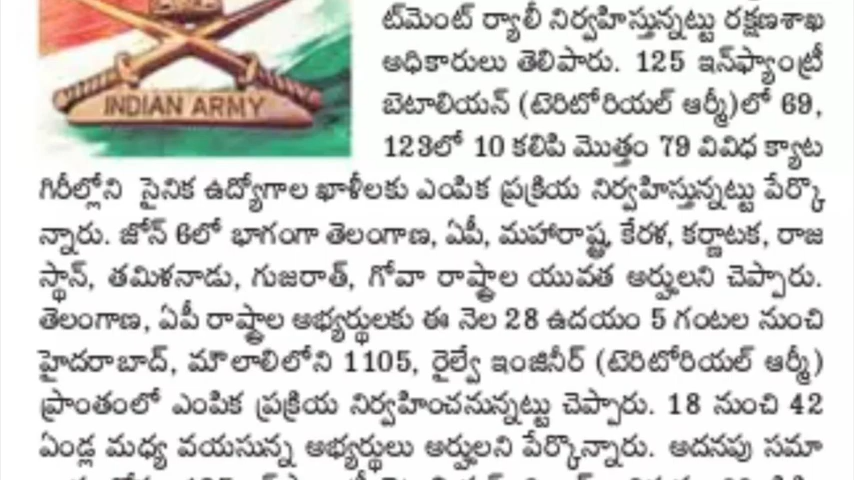 INDIAN ARMY
ట్‌మెంట్ ర్యాలీ నిర్వహిస్తున్నట్టు రక్షణశాఖ
అధికారులు తెలిపారు. 125 ఇన్‌ఫ్యాంట్రీ
బెటాలియన్ (టెరిటోరియల్ ఆర్మీ)లో 69,
123లో 10 కలిపి మొత్తం 79 వివిధ క్యాట
గిరీల్లోని సైనిక ఉద్యోగాల ఖాళీలకు ఎంపిక ప్రక్రియ నిర్వహిస్తున్నట్టు పేర్కొ
న్నారు. జోన్ 6లో భాగంగా తెలంగాణ, ఏపీ, మహారాష్ట్ర, కేరళ, కర్ణాటక, రాజ
స్థాన్, తమిళనాడు, గుజరాత్, గోవా రాష్ట్రాల యువత అర్హులని చెప్పారు.
తెలంగాణ, ఏపీ రాష్ట్రాల అభ్యర్థులకు ఈ నెల 28 ఉదయం 5 గంటల నుంచి
హైదరాబాద్, మౌలాలిలోని 1105, రైల్వే ఇంజినీర్ (టెరిటోరియల్ ఆర్మీ)
ప్రాంతంలో ఎంపిక ప్రక్రియ నిర్వహించనున్నట్టు చెప్పారు. 18 నుంచి 42
ఏండ్ల మధ్య వయసున్న అభ్యర్థులు అర్హులని పేర్కొన్నారు. అదనపు సమా